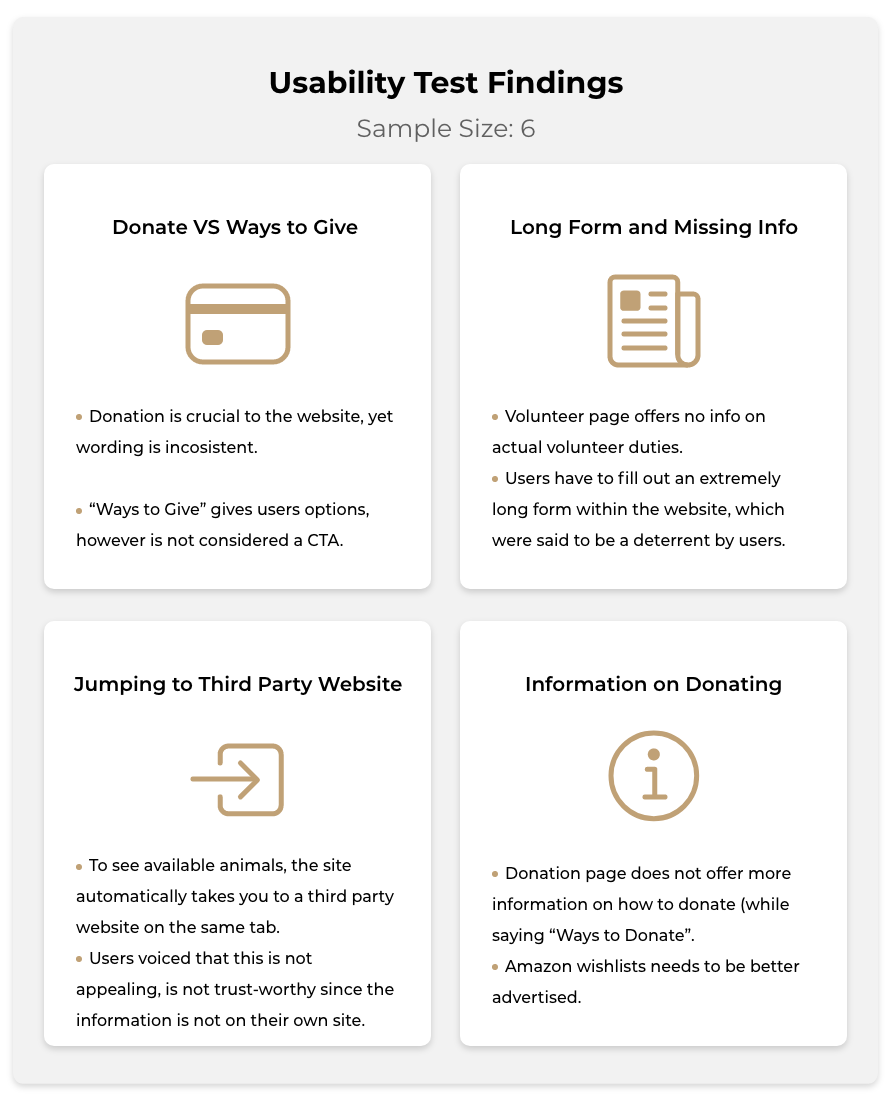 Usability Test Findings
Sample Size: 6
Donate VS Ways to Give
• Donation is crucial to the website, yet
wording is incosistent.
• “Ways to Give” gives users options,
however is not considered a CTA.
Long Form and Missing Info
• Volunteer page offers no info on
actual volunteer duties.
• Users have to fill out an extremely
long form within the website, which
were said to be a deterrent by users.
Jumping to Third Party Website
• To see available animals, the site
automatically takes you to a third party
website on the same tab.
• Users voiced that this is not
appealing, is not trust-worthy since the
information is not on their own site.
Information on Donating
• Donation page does not offer more
information on how to donate (while
saying “Ways to Donate”.
• Amazon wishlists needs to be better
advertised.